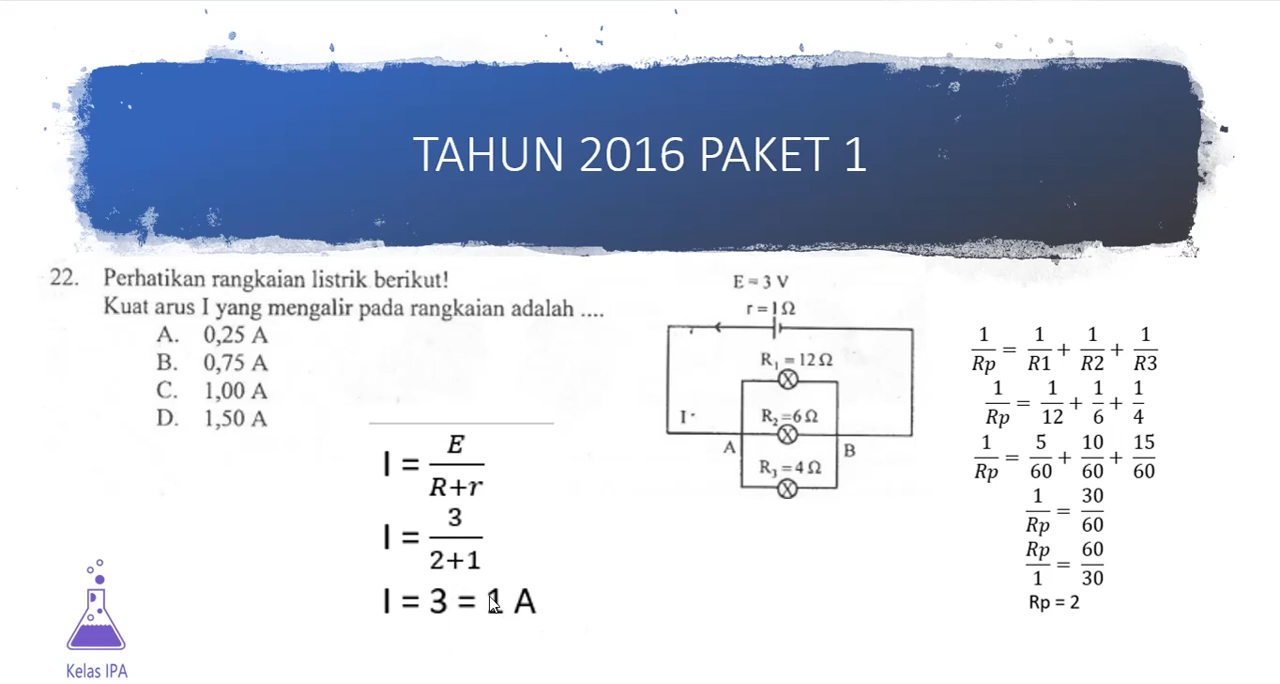 TAHUN 2016 PAKET 1
22. Perhatikan rangkaian listrik berikut!
Kuat arus I yang mengalir pada rangkaian adalah ....
A. 0,25 A
B. 0,75 A
C. 1,00 A
D. 1,50 A
I = E/(R+r)
I = 3/(2+1)
I = 3 = 1 A
E = 3 V
r = 1 Ω
R₁ = 12 Ω
I
R₂=6 Ω
A
B
R₃ = 4 Ω
1/Rp = 1/R1 + 1/R2 + 1/R3
1/Rp = 1/12 + 1/6 + 1/4
1/Rp = 5/60 + 10/60 + 15/60
1/Rp = 30/60
Rp/1 = 60/30
Rp = 2
Kelas IPA